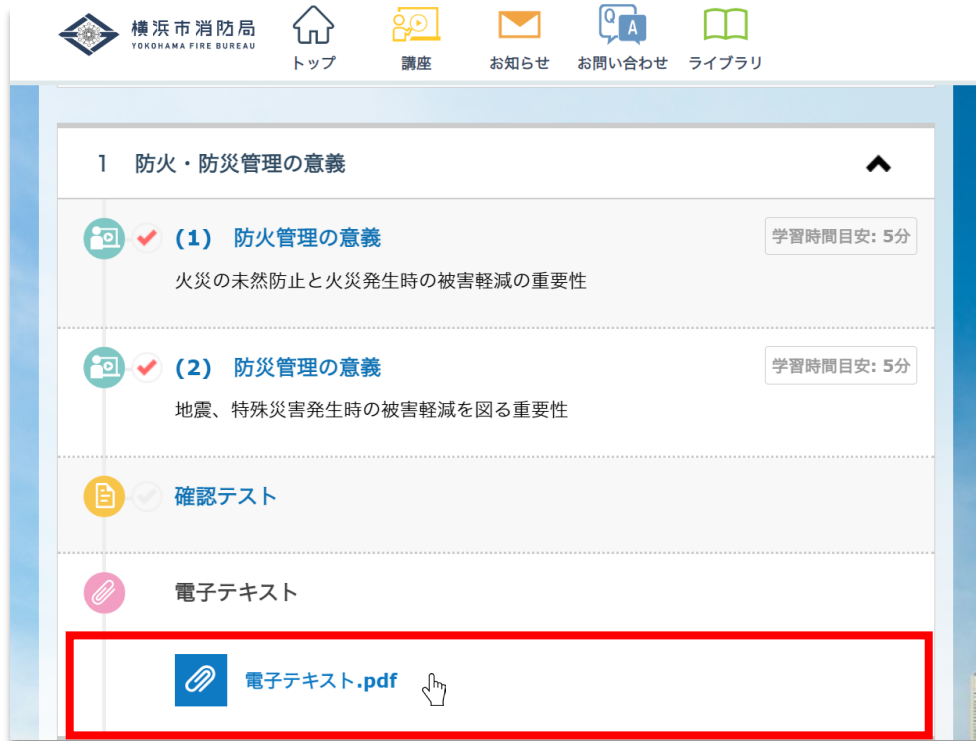 横浜市消防局
YOKOHAMA FIRE BUREAU
トップ
講座
お知らせ
Q A
お問い合わせ
ライブラリ
1 防火・防災管理の意義
(1) 防火管理の意義
学習時間目安: 5分
火災の未然防止と火災発生時の被害軽減の重要性
(2) 防災管理の意義
学習時間目安: 5分
地震、特殊災害発生時の被害軽減を図る重要性
確認テスト
電子テキスト
電子テキスト.pdf